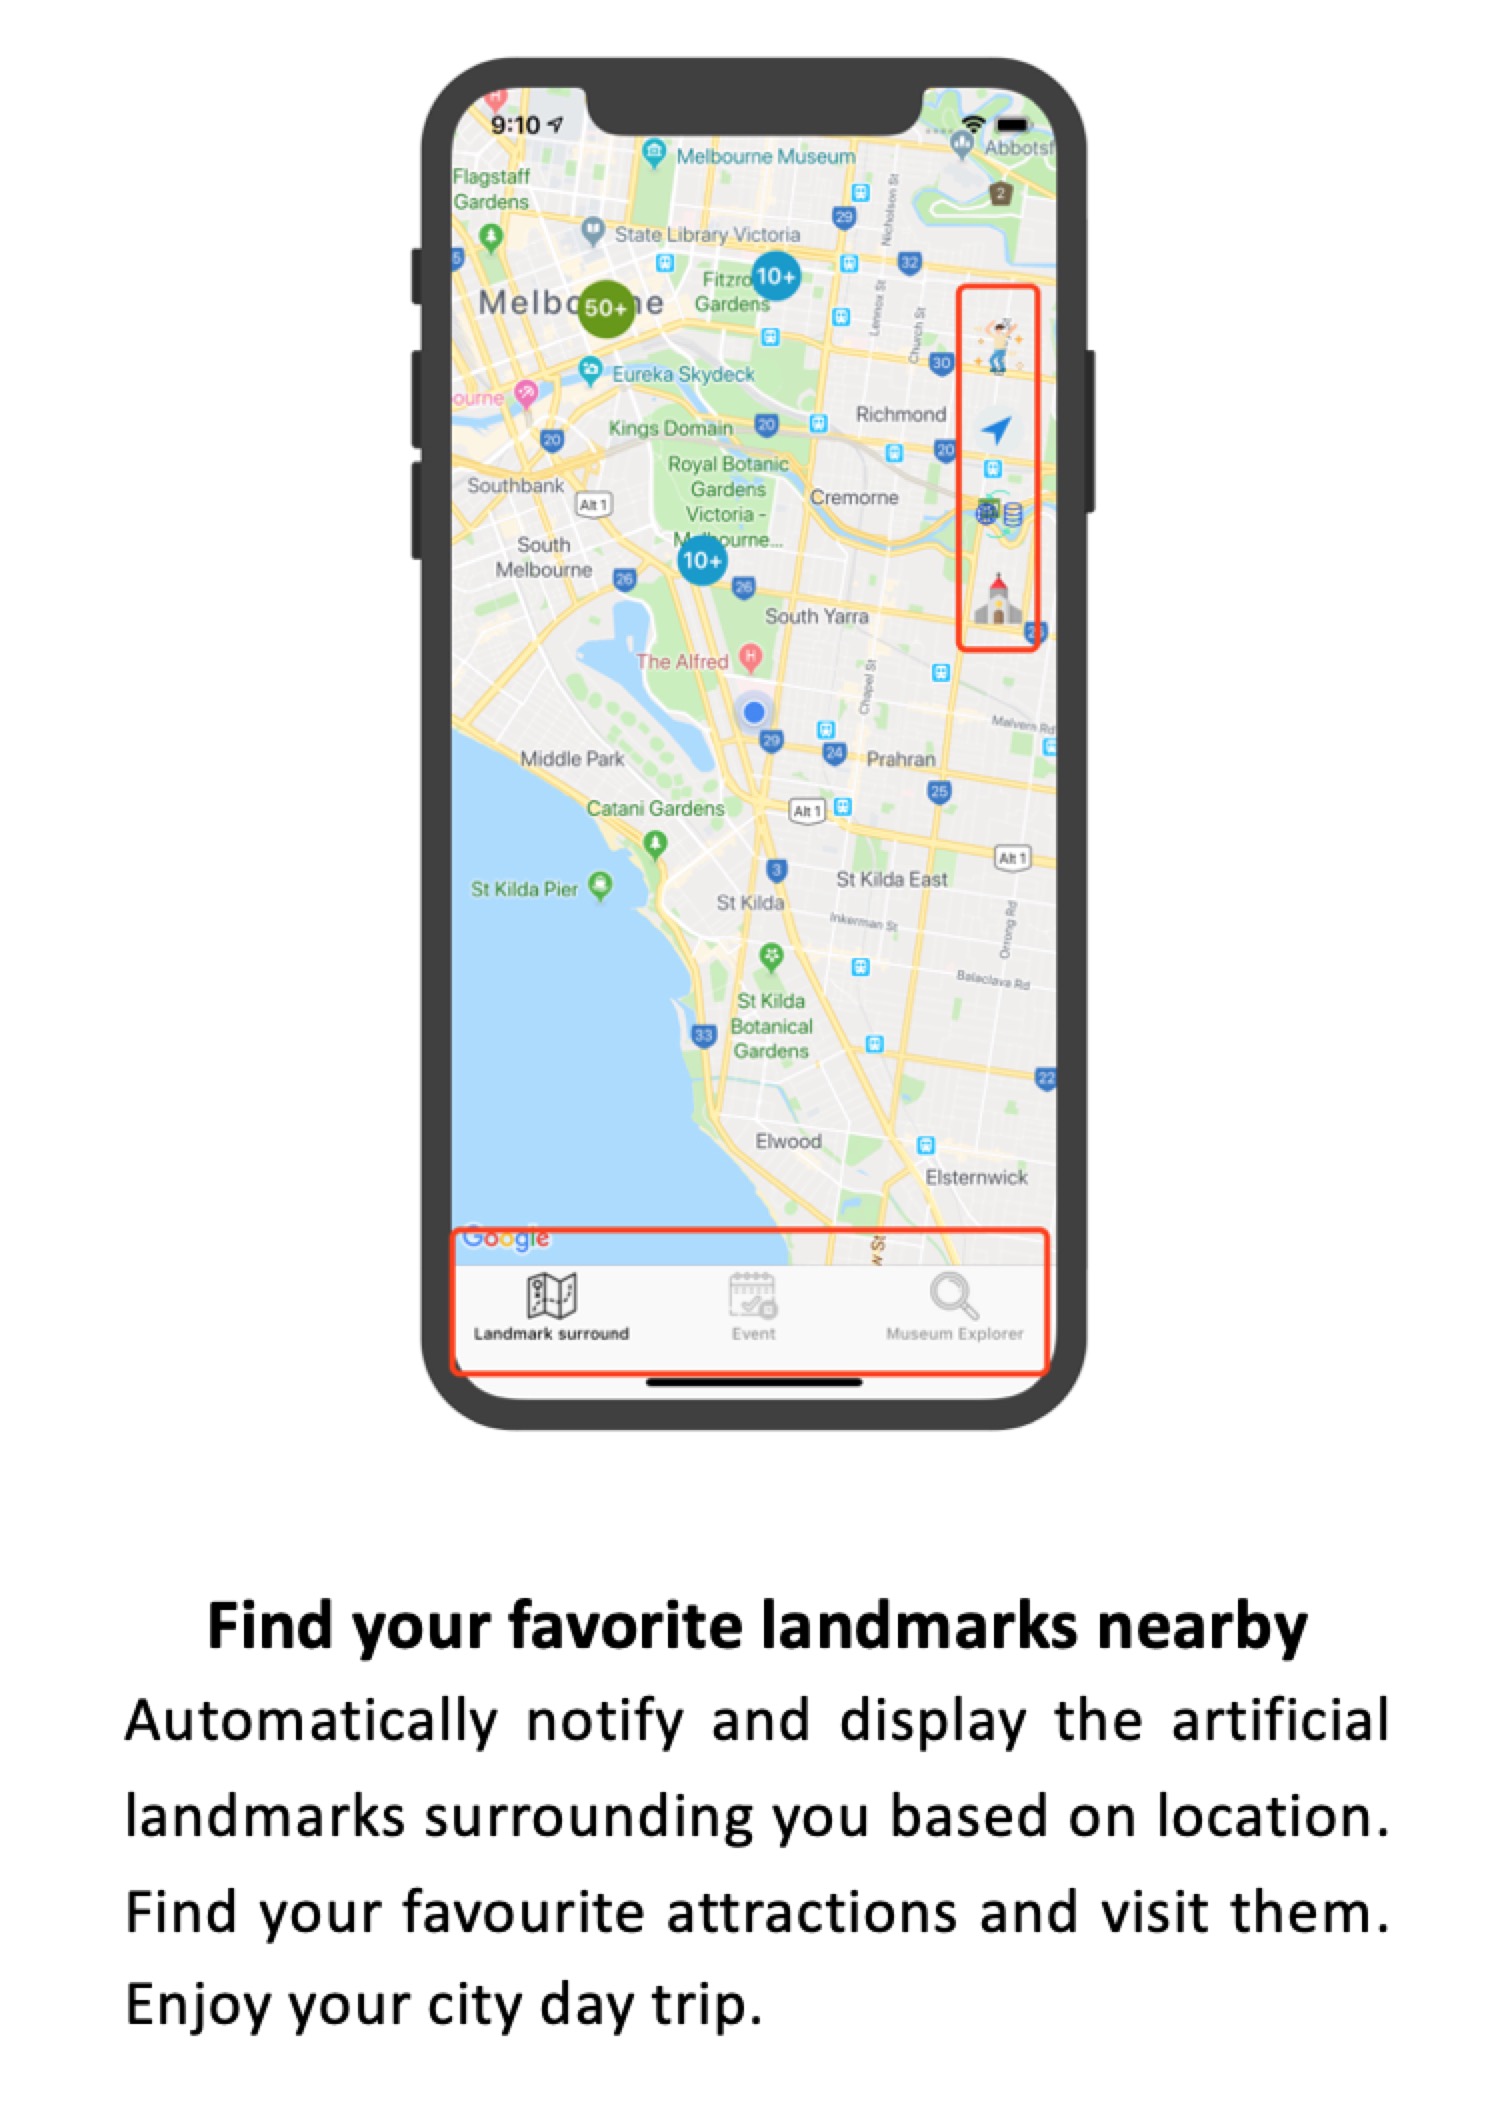 9:10
Abbotsf
Melbourne Museum
Flagstaff
Gardens
2
29
Nicholson St
State Library Victoria
5
32
10+
Fitzro
Gardens
Melbo
50+
ne
Lennox St
Church St
30
Eureka Skydeck
ourne
Richmond
Kings Domain
20
20
20
Royal Botanic
Gardens
Victoria -
Melbourne...
Southbank
Alt 1
Cremorne
South
Melbourne
10+
26
26
South Yarra
The Alfred
Chapel St
Malvern Rd
29
24
Middle Park
Prahran
25
Catani Gardens
Alt 1
Alt 1
3
St Kilda East
St Kilda Pier
St Kilda
Inkerman St
Orrong Rd
Balaclava Rd
St Kilda
Botanical
Gardens
33
22
Elwood
Elsternwick
Google
w St
Landmark surround
Event
Museum Explorer
Find your favorite landmarks nearby
Automatically notify and display the artificial
landmarks surrounding you based on location.
Find your favourite attractions and visit them.
Enjoy your city day trip.